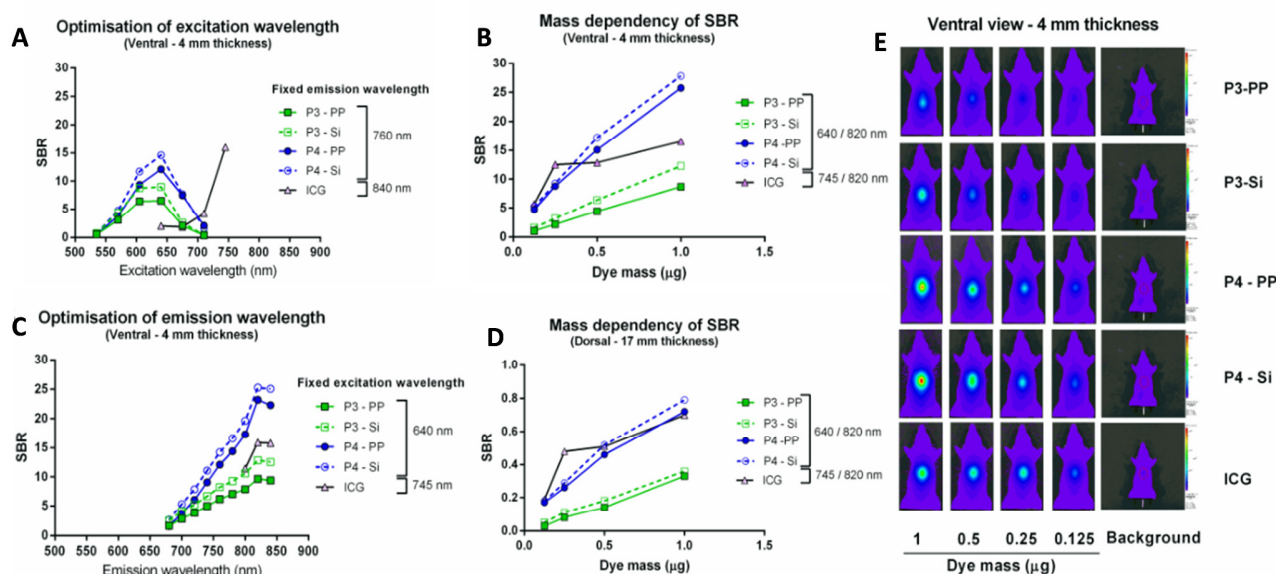 A
Optimisation of excitation wavelength
(Ventral - 4 mm thickness)
30
25
20
15
10
5
0
SBR
500 550 600 650 700 750 800 850 900
Excitation wavelength (nm)
Fixed emission wavelength
P3 - PP
P3 - Si
P4 - PP
P4 - Si
760 nm
ICG
840 nm
B
Mass dependency of SBR
(Ventral - 4 mm thickness)
30
25
20
15
10
5
0
SBR
0.0 0.5 1.0 1.5
Dye mass (µg)
P3 - PP
P3 - Si
P4 -PP
P4 - Si
640 / 820 nm
ICG
745 / 820 nm
C
Optimisation of emission wavelength
(Ventral - 4 mm thickness)
30
25
20
15
10
5
0
SBR
500 550 600 650 700 750 800 850 900
Emission wavelength (nm)
Fixed excitation wavelength
P3 - PP
P3 - Si
P4 - PP
P4 - Si
640 nm
ICG
745 nm
D
Mass dependency of SBR
(Dorsal - 17 mm thickness)
1.0
0.8
0.6
0.4
0.2
0.0
SBR
0.0 0.5 1.0 1.5
Dye mass (µg)
P3 - PP
P3 - Si
P4 -PP
P4 - Si
640 / 820 nm
ICG
745 / 820 nm
E
Ventral view - 4 mm thickness
P3-PP
P3-Si
P4 - PP
P4 - Si
ICG
1 0.5 0.25 0.125 Background
Dye mass (µg)